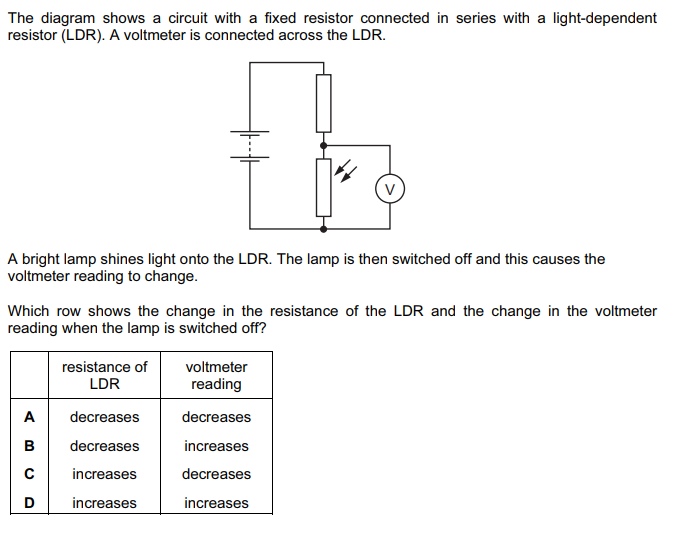 The diagram shows a circuit with a fixed resistor connected in series with a light-dependent
resistor (LDR). A voltmeter is connected across the LDR.
V
A bright lamp shines light onto the LDR. The lamp is then switched off and this causes the
voltmeter reading to change.
Which row shows the change in the resistance of the LDR and the change in the voltmeter
reading when the lamp is switched off?
resistance of LDR voltmeter reading
A decreases decreases
B decreases increases
C increases decreases
D increases increases